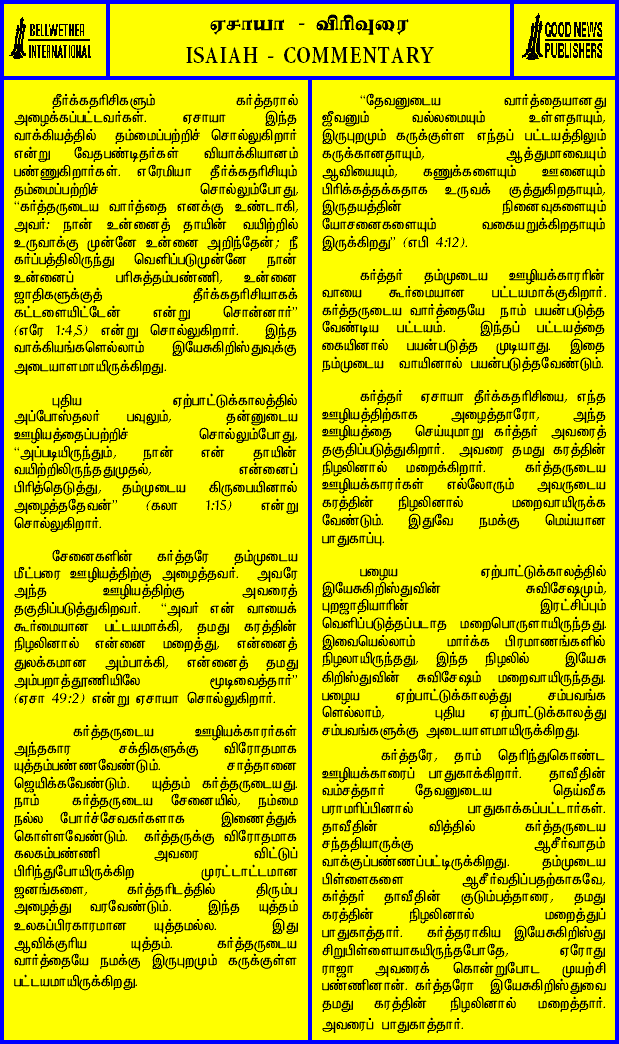 BELLWETHER
INTERNATIONAL
ஏசாயா - விரிவுரை
ISAIAH - COMMENTARY
GOOD NEWS
PUBLISHERS
தீர்க்கதரிசிகளும் கர்த்தரால்
அழைக்கப்பட்டவர்கள். ஏசாயா இந்த
வாக்கியத்தில் தம்மைப்பற்றிச் சொல்லுகிறார்
என்று வேதபண்டிதர்கள் வியாக்கியானம்
பண்ணுகிறார்கள். எரேமியா தீர்க்கதரிசியும்
தம்மைப்பற்றிச் சொல்லும்போது,
“கர்த்தருடைய வார்த்தை எனக்கு உண்டாகி,
அவர்: நான் உன்னைத் தாயின் வயிற்றில்
உருவாக்கு முன்னே உன்னை அறிந்தேன்; நீ
கர்ப்பத்திலிருந்து வெளிப்படுமுன்னே நான்
உன்னைப் பரிசுத்தம்பண்ணி, உன்னை
ஜாதிகளுக்குத் தீர்க்கதரிசியாகக்
கட்டளையிட்டேன் என்று சொன்னார்”
(எரே 1:4,5) என்று சொல்லுகிறார். இந்த
வாக்கியங்களெல்லாம் இயேசுகிறிஸ்துவுக்கு
அடையாளமாயிருக்கிறது.
புதிய ஏற்பாட்டுக்காலத்தில்
அப்போஸ்தலர் பவுலும், தன்னுடைய
ஊழியத்தைப்பற்றிச் சொல்லும்போது,
“அப்படியிருந்தும், நான் என் தாயின்
வயிற்றிலிருந்ததுமுதல், என்னைப்
பிரித்தெடுத்து, தம்முடைய கிருபையினால்
அழைத்ததேவன்” (கலா 1:15) என்று
சொல்லுகிறார்.
சேனைகளின் கர்த்தரே தம்முடைய
மீட்பரை ஊழியத்திற்கு அழைத்தவர். அவரே
அந்த ஊழியத்திற்கு அவரைத்
தகுதிப்படுத்துகிறவர். “அவர் என் வாயைக்
கூர்மையான பட்டயமாக்கி, தமது கரத்தின்
நிழலினால் என்னை மறைத்து, என்னைத்
துலக்கமான அம்பாக்கி, என்னைத் தமது
அம்பறாத்தூணியிலே மூடிவைத்தார்”
(ஏசா 49:2) என்று ஏசாயா சொல்லுகிறார்.
கர்த்தருடைய ஊழியக்காரர்கள்
அந்தகார சக்திகளுக்கு விரோதமாக
யுத்தம்பண்ணவேண்டும். சாத்தானை
ஜெயிக்கவேண்டும். யுத்தம் கர்த்தருடையது.
நாம் கர்த்தருடைய சேனையில், நம்மை
நல்ல போர்ச்சேவகர்களாக இணைத்துக்
கொள்ளவேண்டும். கர்த்தருக்கு விரோதமாக
கலகம்பண்ணி அவரை விட்டுப்
பிரிந்துபோயிருக்கிற முரட்டாட்டமான
ஜனங்களை, கர்த்தரிடத்தில் திரும்ப
அழைத்து வரவேண்டும். இந்த யுத்தம்
உலகப்பிரகாரமான யுத்தமல்ல. இது
ஆவிக்குரிய யுத்தம். கர்த்தருடைய
வார்த்தையே நமக்கு இருபுறமும் கருக்குள்ள
பட்டயமாயிருக்கிறது.
“தேவனுடைய வார்த்தையானது
ஜீவனும் வல்லமையும் உள்ளதாயும்,
இருபுறமும் கருக்குள்ள எந்தப் பட்டயத்திலும்
கருக்கானதாயும், ஆத்துமாவையும்
ஆவியையும், கணுக்களையும் ஊனையும்
பிரிக்கத்தக்கதாக உருவக் குத்துகிறதாயும்,
இருதயத்தின் நினைவுகளையும்
யோசனைகளையும் வகையறுக்கிறதாயும்
இருக்கிறது” (எபி 4:12).
கர்த்தர் தம்முடைய ஊழியக்காரரின்
வாயை கூர்மையான பட்டயமாக்குகிறார்.
கர்த்தருடைய வார்த்தையே நாம் பயன்படுத்த
வேண்டிய பட்டயம். இந்தப் பட்டயத்தை
கையினால் பயன்படுத்த முடியாது. இதை
நம்முடைய வாயினால் பயன்படுத்தவேண்டும்.
கர்த்தர் ஏசாயா தீர்க்கதரிசியை, எந்த
ஊழியத்திற்காக அழைத்தாரோ, அந்த
ஊழியத்தை செய்யுமாறு கர்த்தர் அவரைத்
தகுதிப்படுத்துகிறார். அவரை தமது கரத்தின்
நிழலினால் மறைக்கிறார். கர்த்தருடைய
ஊழியக்காரர்கள் எல்லோரும் அவருடைய
கரத்தின் நிழலினால் மறைவாயிருக்க
வேண்டும். இதுவே நமக்கு மெய்யான
பாதுகாப்பு.
பழைய ஏற்பாட்டுக்காலத்தில்
இயேசுகிறிஸ்துவின் சுவிசேஷமும்,
புறஜாதியாரின் இரட்சிப்பும்
வெளிப்படுத்தப்படாத மறைபொருளாயிருந்தது.
இவையெல்லாம் மார்க்க பிரமாணங்களில்
நிழலாயிருந்தது, இந்த நிழலில் இயேசு
கிறிஸ்துவின் சுவிசேஷம் மறைவாயிருந்தது.
பழைய ஏற்பாட்டுக்காலத்து சம்பவங்க
ளெல்லாம், புதிய ஏற்பாட்டுக்காலத்து
சம்பவங்களுக்கு அடையாளமாயிருக்கிறது.
கர்த்தரே, தாம் தெரிந்துகொண்ட
ஊழியக்காரைப் பாதுகாக்கிறார். தாவீதின்
வம்சத்தார் தேவனுடைய தெய்வீக
பராமரிப்பினால் பாதுகாக்கப்பட்டார்கள்.
தாவீதின் வித்தில் கர்த்தருடைய
சந்ததியாருக்கு ஆசீர்வாதம்
வாக்குப்பண்ணப்பட்டிருக்கிறது. தம்முடைய
பிள்ளைகளை ஆசீர்வதிப்பதற்காகவே,
கர்த்தர் தாவீதின் குடும்பத்தாரை, தமது
கரத்தின் நிழலினால் மறைத்துப்
பாதுகாத்தார். கர்த்தராகிய இயேசுகிறிஸ்து
சிறுபிள்ளையாகயிருந்தபோதே, ஏரோது
ராஜா அவரைக் கொன்றுபோட முயற்சி
பண்ணினான். கர்த்தரோ இயேசுகிறிஸ்துவை
தமது கரத்தின் நிழலினால் மறைத்தார்.
அவரைப் பாதுகாத்தார்.